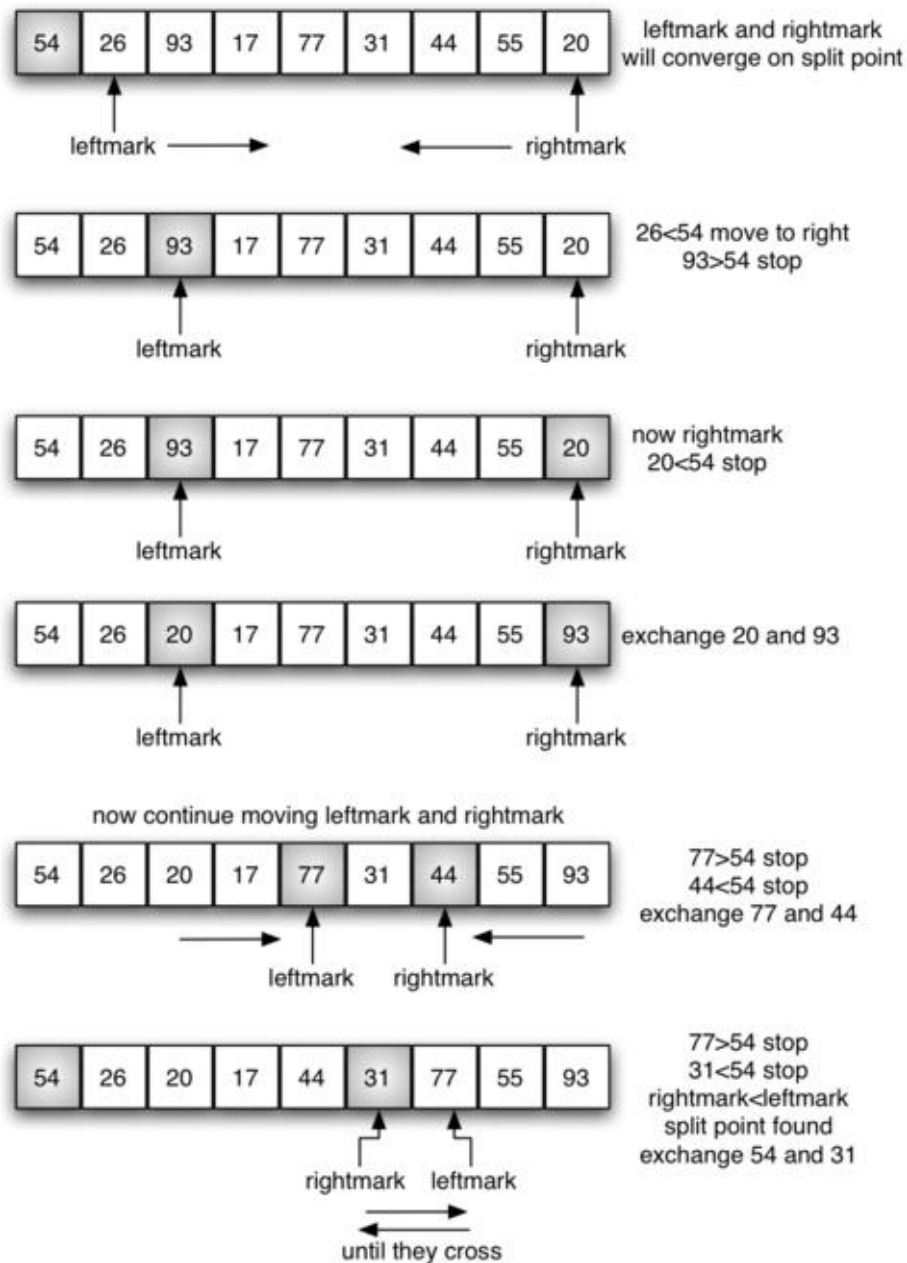 54 26 93 17 77 31 44 55 20
leftmark and rightmark
will converge on split point
leftmark rightmark
54 26 93 17 77 31 44 55 20
26<54 move to right
93>54 stop
leftmark rightmark
54 26 93 17 77 31 44 55 20
now rightmark
20<54 stop
leftmark rightmark
54 26 20 17 77 31 44 55 93
exchange 20 and 93
leftmark rightmark
now continue moving leftmark and rightmark
54 26 20 17 77 31 44 55 93
77>54 stop
44<54 stop
exchange 77 and 44
leftmark rightmark
54 26 20 17 44 31 77 55 93
77>54 stop
31<54 stop
rightmark<leftmark
split point found
exchange 54 and 31
rightmark leftmark
until they cross